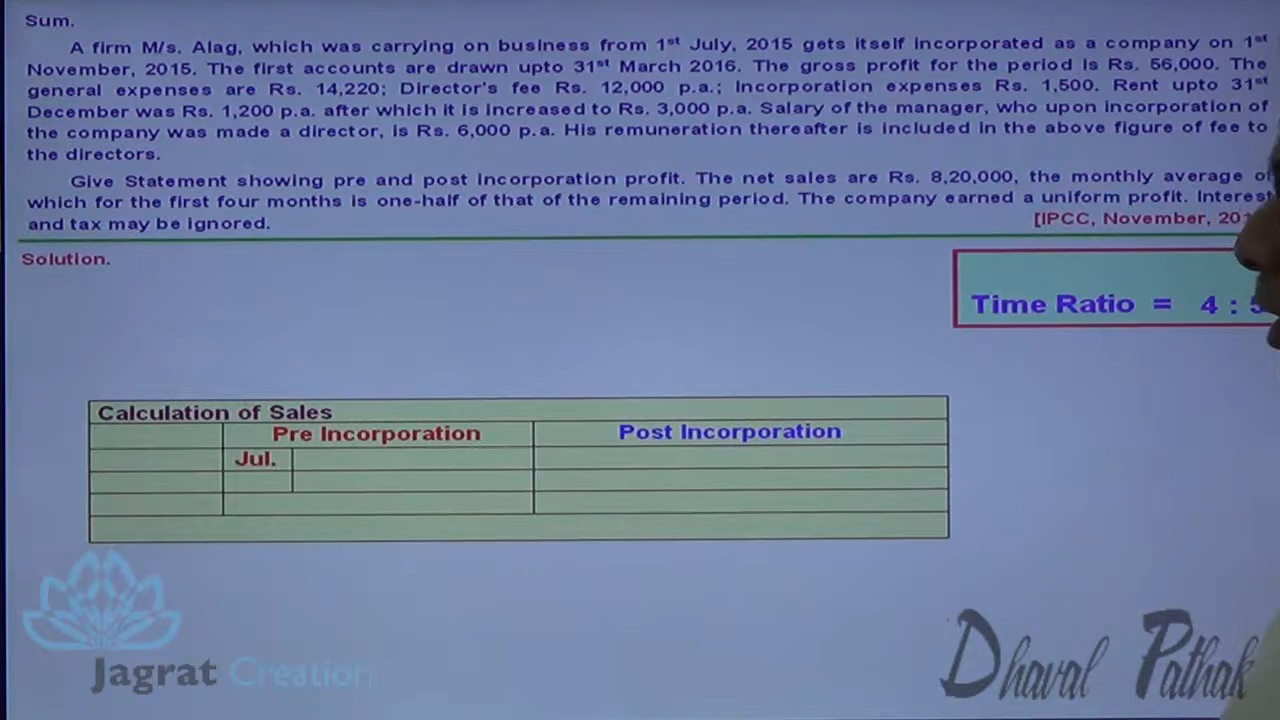 Sum.
A firm M/s. Alag, which was carrying on business from 1st July, 2015 gets itself incorporated as a company on 1st
November, 2015. The first accounts are drawn upto 31st March 2016. The gross profit for the period is Rs. 56,000. The
general expenses are Rs. 14,220; Director's fee Rs. 12,000 p.a.; Incorporation expenses Rs. 1,500. Rent upto 31st
December was Rs. 1,200 p.a. after which it is increased to Rs. 3,000 p.a. Salary of the manager, who upon incorporation of
the company was made a director, is Rs. 6,000 p.a. His remuneration thereafter is included in the above figure of fee to
the directors.
Give Statement showing pre and post incorporation profit. The net sales are Rs. 8,20,000, the monthly average of
which for the first four months is one-half of that of the remaining period. The company earned a uniform profit. Interest
and tax may be ignored.
[IPCC, November,
Solution.
Time Ratio = 4 : 5
Calculation of Sales
Pre Incorporation Post Incorporation
Jul.
Jagrat Creation
Dhaval Pathak